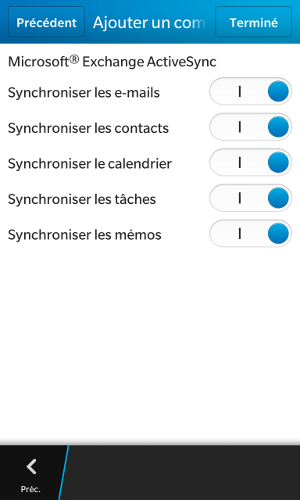 Précédent
Ajouter un com
Terminé
Microsoft® Exchange ActiveSync
Synchroniser les e-mails
Synchroniser les contacts
Synchroniser le calendrier
Synchroniser les tâches
Synchroniser les mémos
Préc.